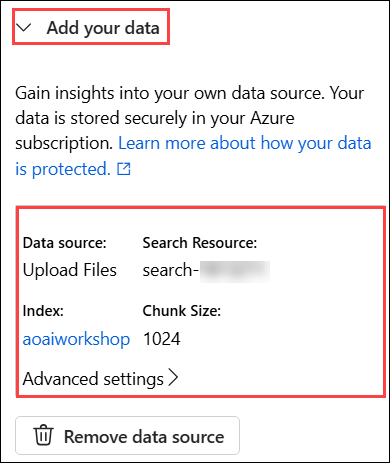 Add your data
Gain insights into your own data source. Your
data is stored securely in your Azure
subscription. Learn more about how your data
is protected.
Data source: Search Resource:
Upload Files search-
Index: Chunk Size:
aoaiworkshop 1024
Advanced settings
Remove data source